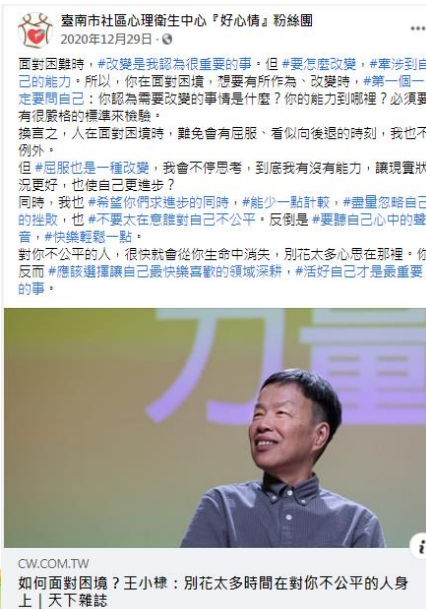 臺南市社區心理衛生中心『好心情』粉絲團
2020年12月29日
面對困難時，#改變是我認為很重要的事。但 #要怎麼改變，#牽涉到自
己的能力。所以，你在面對困境，想要有所作為、改變時，#第一個一
定要問自己：你認為需要改變的事情是什麼？你的能力到哪裡？必須要
有很嚴格的標準來檢驗。
換言之，人在面對困境時，難免會有屈服、看似向後退的時刻，我也不
例外。
但 #屈服也是一種改變，我會不停思考，到底我有沒有能力，讓現實狀
況更好，也使自己更進步？
同時，我也 #希望你們求進步的同時，#能少一點計較，#盡量忽略自己
的挫敗，也 #不要太在意誰對自己不公平。反倒是 #要聽自己心中的聲
音，#快樂輕鬆一點。
對你不公平的人，很快就會從你生命中消失，別花太多心思在那裡。你
反而 #應該選擇讓自己最快樂喜歡的領域深耕，#活好自己才是最重要
的事。
力量
CW.COM.TW
如何面對困境？王小棣：別花太多時間在對你不公平的人身
上｜天下雜誌